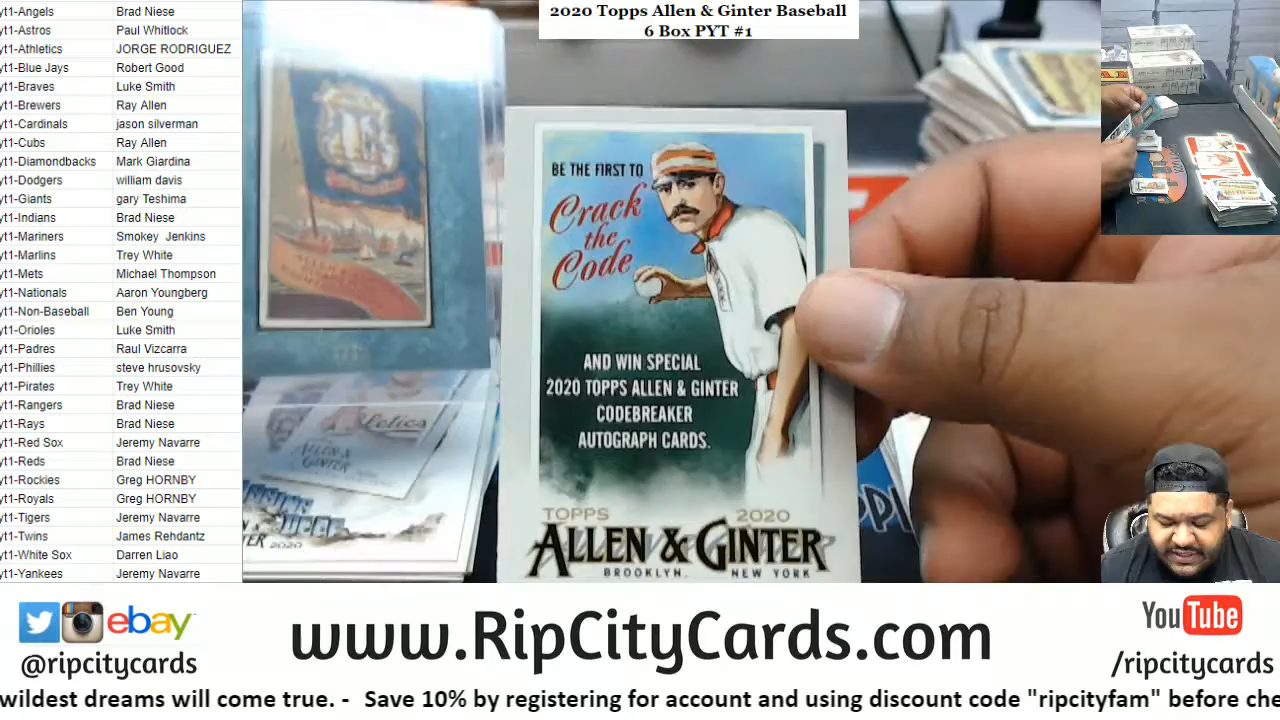 yt1-Angels Brad Niese
yt1-Astros Paul Whitlock
yt1-Athletics JORGE RODRIGUEZ
yt1-Blue Jays Robert Good
yt1-Braves Luke Smith
yt1-Brewers Ray Allen
yt1-Cardinals jason silverman
yt1-Cubs Ray Allen
yt1-Diamondbacks Mark Giardina
yt1-Dodgers william davis
yt1-Giants gary Teshima
yt1-Indians Brad Niese
yt1-Mariners Smokey Jenkins
yt1-Marlins Trey White
yt1-Mets Michael Thompson
yt1-Nationals Aaron Youngberg
yt1-Non-Baseball Ben Young
yt1-Orioles Luke Smith
yt1-Padres Raul Vizcarra
yt1-Phillies steve hrusovsky
yt1-Pirates Trey White
yt1-Rangers Brad Niese
yt1-Rays Brad Niese
yt1-Red Sox Jeremy Navarre
yt1-Reds Brad Niese
yt1-Rockies Greg HORNBY
yt1-Royals Greg HORNBY
yt1-Tigers Jeremy Navarre
yt1-Twins James Rehdantz
yt1-White Sox Darren Liao
yt1-Yankees Jeremy Navarre
2020 Topps Allen & Ginter Baseball
6 Box PYT #1
BE THE FIRST TO
Crack
the
Code
AND WIN SPECIAL
2020 TOPPS ALLEN & GINTER
CODEBREAKER
AUTOGRAPH CARDS.
TOPPS 2020
ALLEN & GINTER
BROOKLYN, NEW YORK
Relics
ALLEN &
GINTER
2020
ebay
@ripcitycards
www.RipCityCards.com
YouTube
/ripcitycards
wildest dreams will come true. - Save 10% by registering for account and using discount code "ripcityfam" before che